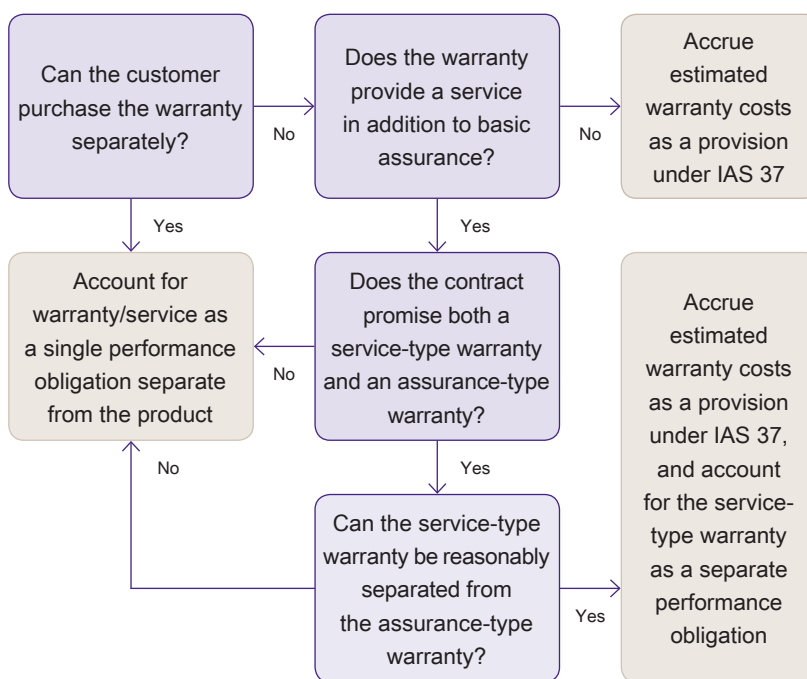 Can the customer
purchase the warranty
separately?
No
Does the warranty
provide a service
in addition to basic
assurance?
No
Accrue
estimated
warranty costs
as a provision
under IAS 37
Yes
Yes
Account for
warranty/service as
a single performance
obligation separate
from the product
No
Does the contract
promise both a
service-type warranty
and an assurance-type
warranty?
Accrue
estimated
warranty costs
as a provision
under IAS 37,
and account
for the service-
type warranty
as a separate
performance
obligation
No
Yes
Can the service-type
warranty be reasonably
separated from
the assurance-type
warranty?
Yes